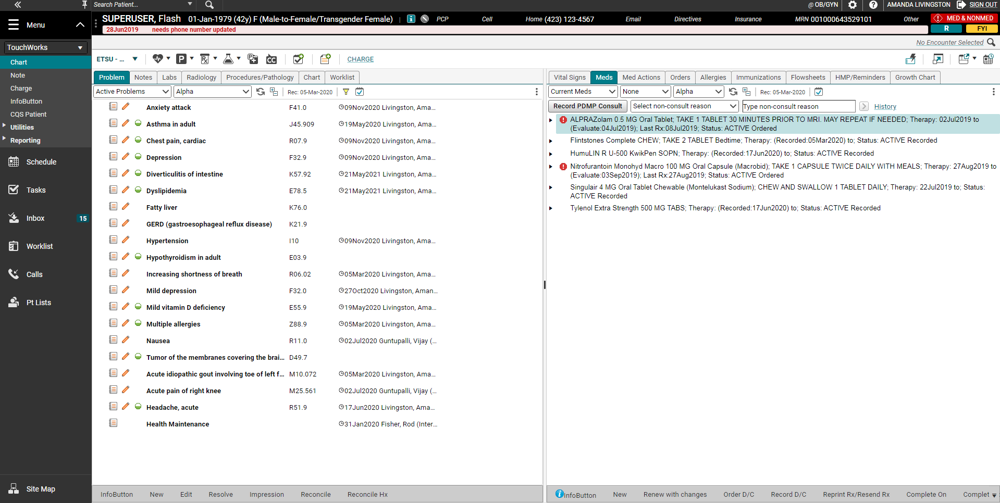 Search Patient...
@ OB/GYN
AMANDA LIVINGSTON
SIGN OUT
Menu
SUPERUSER, Flash 01-Jan-1979 (42y) F (Male-to-Female/Transgender Female)
PCP
Cell
Home (423) 123-4567
Email
Directives
Insurance
MRN 001000643529101
Other
MED & NONMED
28Jun2019 needs phone number updated
R
FYI
No Encounter Selected
TouchWorks
Chart
Note
Charge
InfoButton
CQS Patient
Utilities
Reporting
Schedule
Tasks
Inbox 15
Worklist
Calls
Pt Lists
Site Map
ETSU - ...
CHARGE
Problem Notes Labs Radiology Procedures/Pathology Chart Worklist
Active Problems Alpha Rec: 05-Mar-2020
Anxiety attack F41.0 09Nov2020 Livingston, Ama...
Asthma in adult J45.909 19May2021 Livingston, Ama...
Chest pain, cardiac R07.9 09Nov2020 Livingston, Ama...
Depression F32.9 09Nov2020 Livingston, Ama...
Diverticulitis of intestine K57.92 21May2021 Livingston, Ama...
Dyslipidemia E78.5 21May2021 Livingston, Ama...
Fatty liver K76.0
GERD (gastroesophageal reflux disease) K21.9
Hypertension I10 09Nov2020 Livingston, Ama...
Hypothyroidism in adult E03.9
Increasing shortness of breath R06.02 05Mar2020 Livingston, Ama...
Mild depression F32.0 27Oct2020 Livingston, Aman...
Mild vitamin D deficiency E55.9 19May2020 Livingston, Ama...
Multiple allergies Z88.9 05Mar2020 Livingston, Ama...
Nausea R11.0 02Jul2020 Guntupalli, Vijay (...
Tumor of the membranes covering the brai... D49.7
Acute idiopathic gout involving toe of left f... M10.072 05Mar2020 Livingston, Ama...
Acute pain of right knee M25.561 02Jul2020 Guntupalli, Vijay (...
Headache, acute R51.9 17Jun2020 Livingston, Ama...
Health Maintenance 31Jan2020 Fisher, Rod (Inter...
InfoButton New Edit Resolve Impression Reconcile Reconcile Hx
Vital Signs Meds Med Actions Orders Allergies Immunizations Flowsheets HMP/Reminders Growth Chart
Current Meds None Alpha Rec: 05-Mar-2020
Record PDMP Consult Select non-consult reason Type non-consult reason History
ALPRAZolam 0.5 MG Oral Tablet; TAKE 1 TABLET 30 MINUTES PRIOR TO MRI. MAY REPEAT IF NEEDED; Therapy: 02Jul2019 to
(Evaluate:04Jul2019); Last Rx:08Jul2019; Status: ACTIVE Ordered
Flintstones Complete CHEW; TAKE 2 TABLET Bedtime; Therapy: (Recorded:05Mar2020) to; Status: ACTIVE Recorded
HumuLIN R U-500 KwikPen SOPN; Therapy: (Recorded:17Jun2020) to; Status: ACTIVE Recorded
Nitrofurantoin Monohyd Macro 100 MG Oral Capsule (Macrobid); TAKE 1 CAPSULE TWICE DAILY WITH MEALS; Therapy: 27Aug2019 to
(Evaluate:03Sep2019); Last Rx:27Aug2019; Status: ACTIVE Ordered
Singulair 4 MG Oral Tablet Chewable (Montelukast Sodium); CHEW AND SWALLOW 1 TABLET DAILY; Therapy: 22Jul2019 to; Status:
ACTIVE Recorded
Tylenol Extra Strength 500 MG TABS; Therapy: (Recorded:17Jun2020) to; Status: ACTIVE Recorded
InfoButton New Renew with changes Order D/C Record D/C Reprint Rx/Resend Rx Complete On Complet